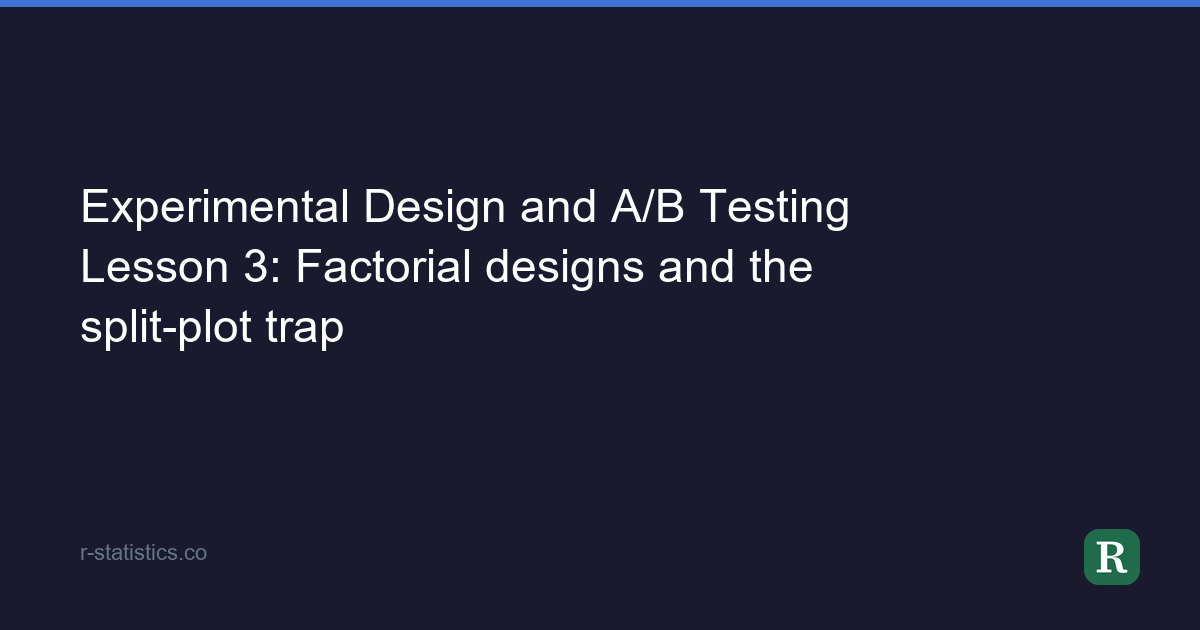 Experimental Design and A/B Testing
Lesson 3: Factorial designs and the
split-plot trap
r-statistics.co
R